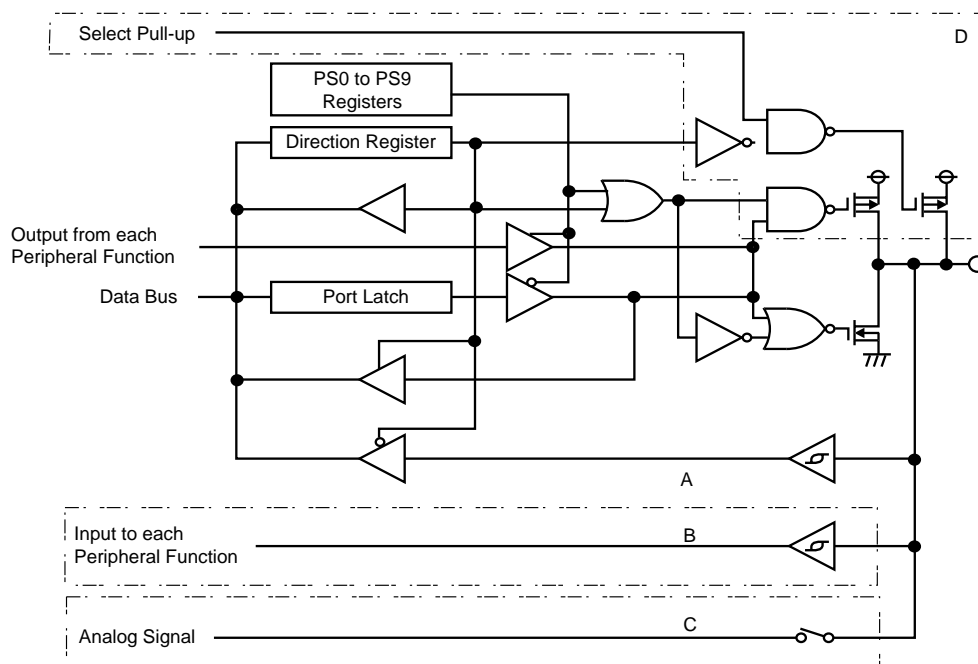 Select Pull-up
D
PS0 to PS9
Registers
Direction Register
Output from each
Peripheral Function
Data Bus
Port Latch
A
Input to each
Peripheral Function
B
Analog Signal
C